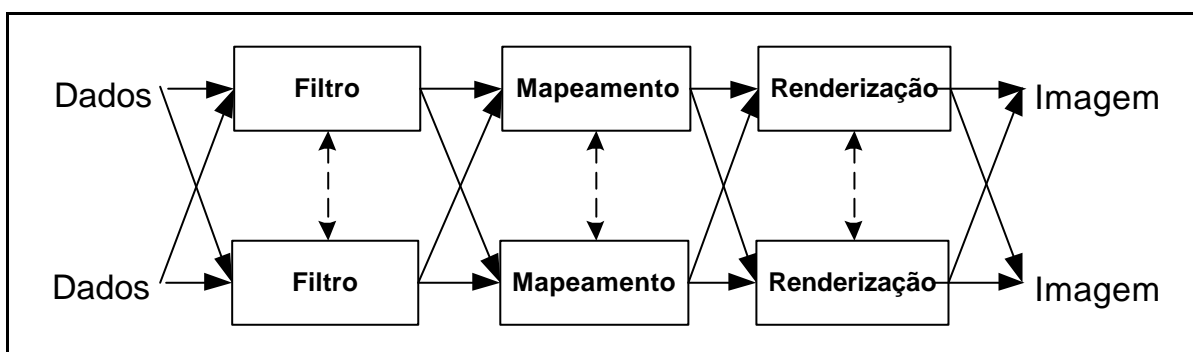 Dados
Filtro
Mapeamento
Renderização
Imagem
Dados
Filtro
Mapeamento
Renderização
Imagem